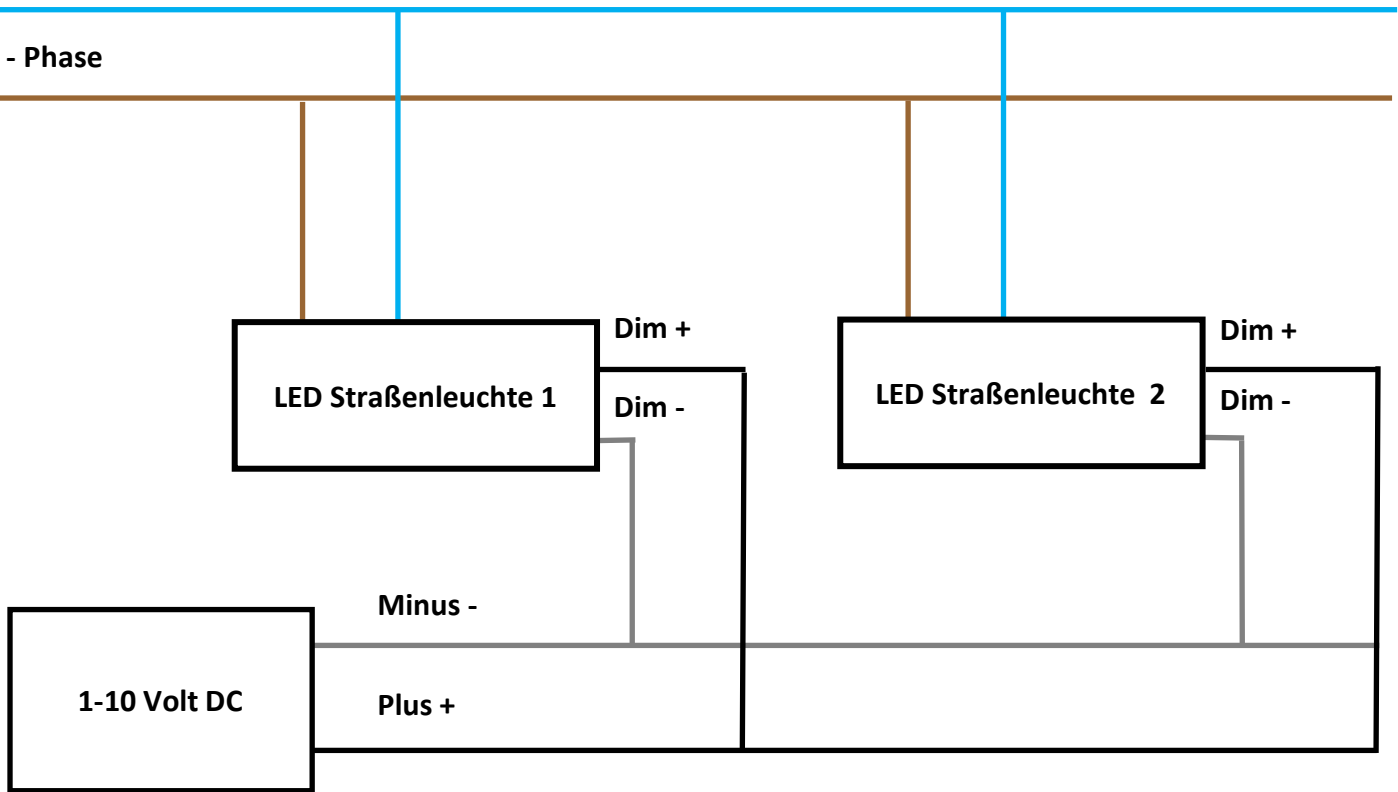 - Phase
Dim +
LED Straßenleuchte 1
Dim -
Dim +
LED Straßenleuchte 2
Dim -
Minus -
1-10 Volt DC
Plus +